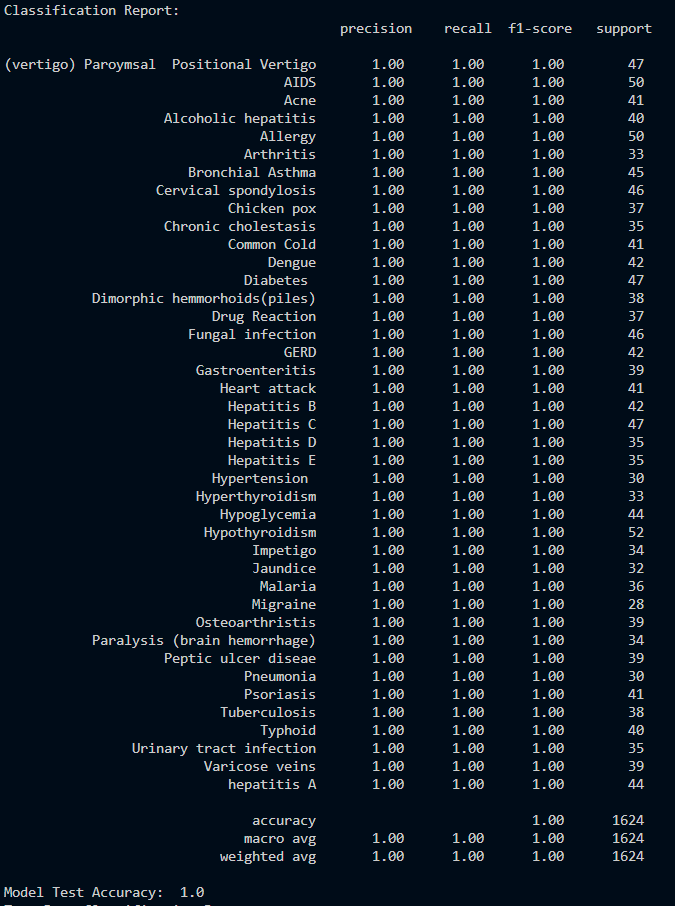 Classification Report:
precision recall f1-score support
(vertigo) Paroymsal Positional Vertigo 1.00 1.00 1.00 47
AIDS 1.00 1.00 1.00 50
Acne 1.00 1.00 1.00 41
Alcoholic hepatitis 1.00 1.00 1.00 40
Allergy 1.00 1.00 1.00 50
Arthritis 1.00 1.00 1.00 33
Bronchial Asthma 1.00 1.00 1.00 45
Cervical spondylosis 1.00 1.00 1.00 46
Chicken pox 1.00 1.00 1.00 37
Chronic cholestasis 1.00 1.00 1.00 35
Common Cold 1.00 1.00 1.00 41
Dengue 1.00 1.00 1.00 42
Diabetes 1.00 1.00 1.00 47
Dimorphic hemmorhoids(piles) 1.00 1.00 1.00 38
Drug Reaction 1.00 1.00 1.00 37
Fungal infection 1.00 1.00 1.00 46
GERD 1.00 1.00 1.00 42
Gastroenteritis 1.00 1.00 1.00 39
Heart attack 1.00 1.00 1.00 41
Hepatitis B 1.00 1.00 1.00 42
Hepatitis C 1.00 1.00 1.00 47
Hepatitis D 1.00 1.00 1.00 35
Hepatitis E 1.00 1.00 1.00 35
Hypertension 1.00 1.00 1.00 30
Hyperthyroidism 1.00 1.00 1.00 33
Hypoglycemia 1.00 1.00 1.00 44
Hypothyroidism 1.00 1.00 1.00 52
Impetigo 1.00 1.00 1.00 34
Jaundice 1.00 1.00 1.00 32
Malaria 1.00 1.00 1.00 36
Migraine 1.00 1.00 1.00 28
Osteoarthristis 1.00 1.00 1.00 39
Paralysis (brain hemorrhage) 1.00 1.00 1.00 34
Peptic ulcer diseae 1.00 1.00 1.00 39
Pneumonia 1.00 1.00 1.00 30
Psoriasis 1.00 1.00 1.00 41
Tuberculosis 1.00 1.00 1.00 38
Typhoid 1.00 1.00 1.00 40
Urinary tract infection 1.00 1.00 1.00 35
Varicose veins 1.00 1.00 1.00 39
hepatitis A 1.00 1.00 1.00 44
accuracy 1.00 1624
macro avg 1.00 1.00 1.00 1624
weighted avg 1.00 1.00 1.00 1624
Model Test Accuracy: 1.0